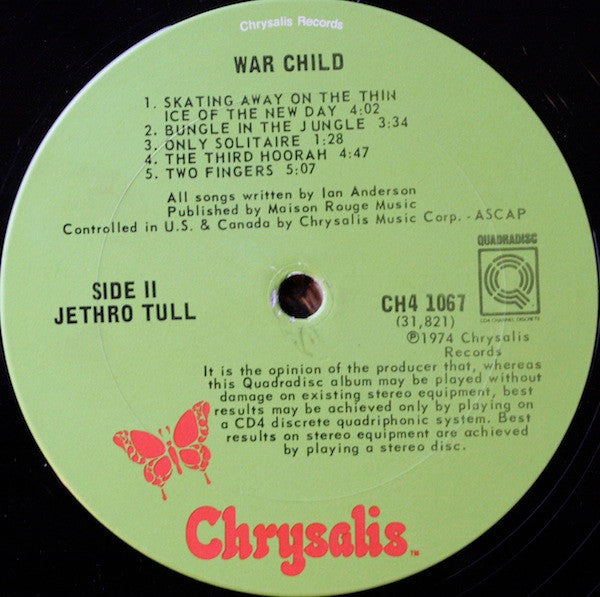 Chrysalis Records
WAR CHILD
1. SKATING AWAY ON THE THIN
ICE OF THE NEW DAY 4:02
2. BUNGLE IN THE JUNGLE 3:34
3. ONLY SOLITAIRE 1:28
4. THE THIRD HOORAH 4:47
5. TWO FINGERS 5:07
All songs written by Ian Anderson
Published by Maison Rouge Music
Controlled in U.S. & Canada by Chrysalis Music Corp. - ASCAP
QUADRADISC
CD4 CHANNEL DISCRETE
SIDE II
JETHRO TULL
CH4 1067
(31,821)
℗1974 Chrysalis
Records
It is the opinion of the producer that, whereas
this Quadradisc album may be played without
damage on existing stereo equipment, best
results may be achieved only by playing on
a CD4 discrete quadriphonic system. Best
results on stereo equipment are achieved
by playing a stereo disc.
Chrysalis TM